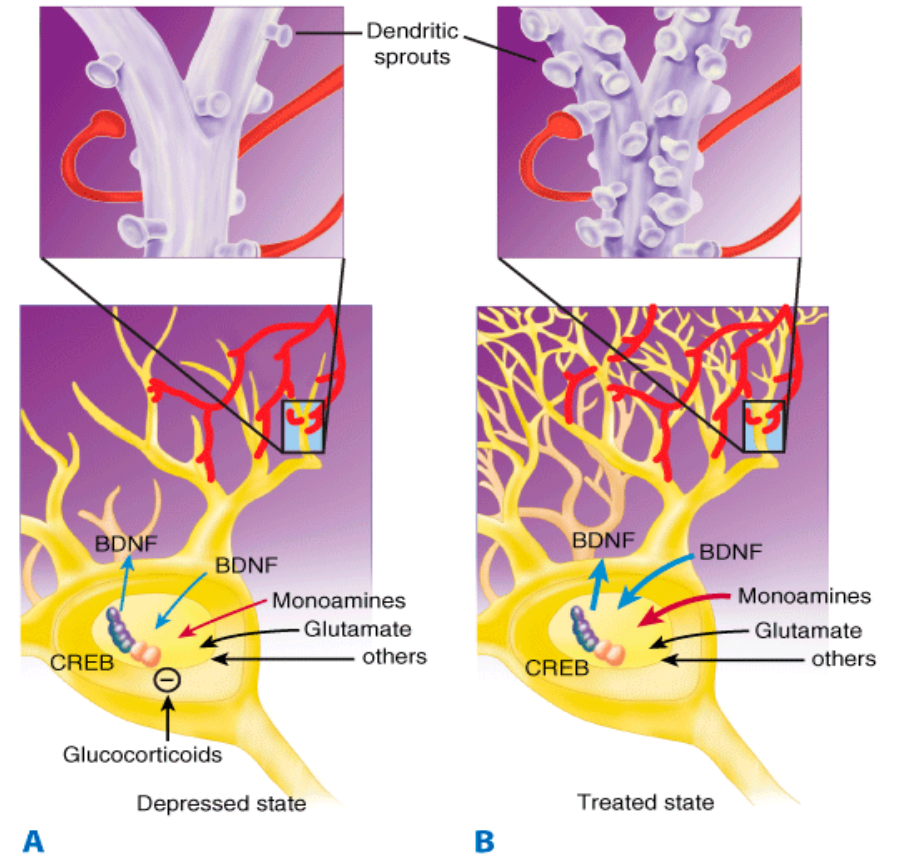 Dendritic
sprouts
BDNF
BDNF
Monoamines
Glutamate
others
CREB
Glucocorticoids
Depressed state
A
BDNF
BDNF
Monoamines
Glutamate
others
CREB
Treated state
B